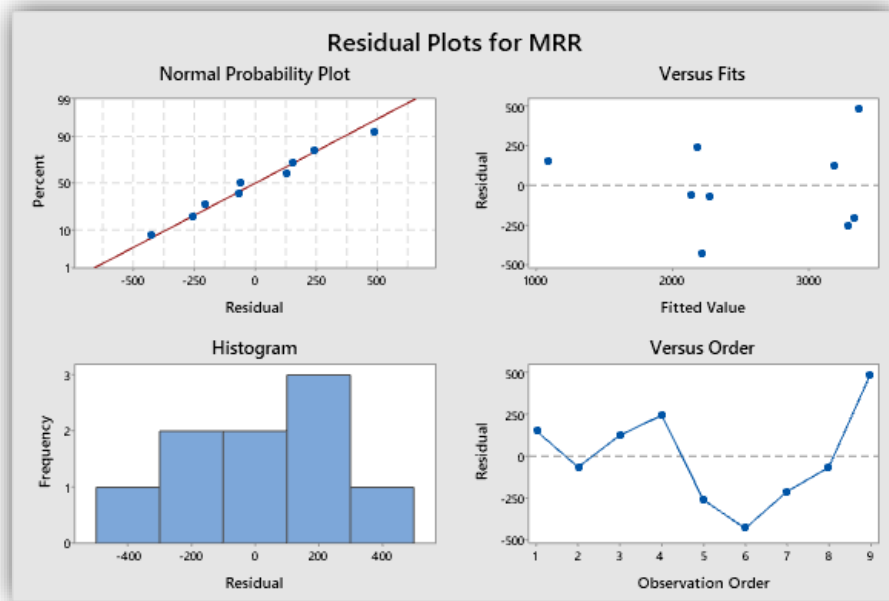 Residual Plots for MRR
Normal Probability Plot
99
90
50
10
1
Percent
-500 -250 0 250 500
Residual
Versus Fits
500
250
0
-250
-500
Residual
1000 2000 3000
Fitted Value
Histogram
3
2
1
0
Frequency
-400 -200 0 200 400
Residual
Versus Order
500
250
0
-250
-500
Residual
1 2 3 4 5 6 7 8 9
Observation Order